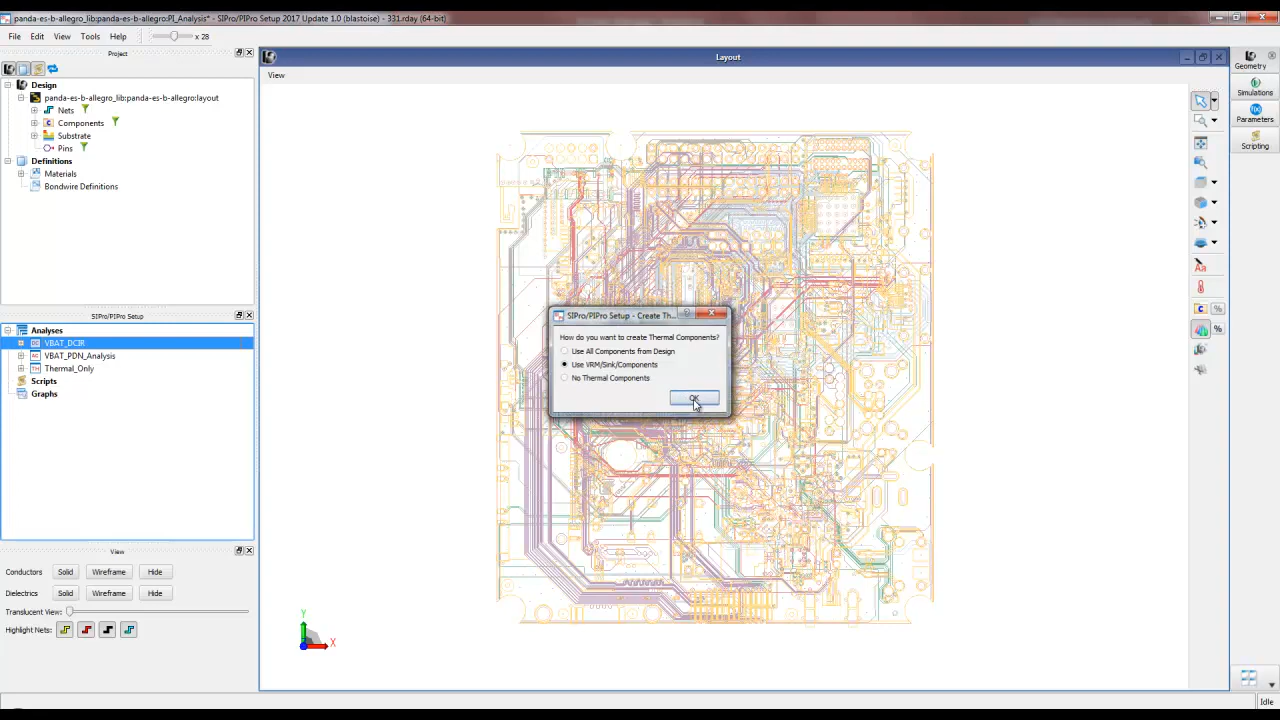 panda-es-b-allegro_lib:panda-es-b-allegro:PI_Analysis* - SIPro/PIPro Setup 2017 Update 1.0 (blastoise) - 331.rday (64-bit)
File Edit View Tools Help x 28
Project
Design
panda-es-b-allegro_lib:panda-es-b-allegro:layout
Nets
Components
Substrate
Pins
Definitions
Materials
Bondwire Definitions
SIPro/PIPro Setup
Analyses
VBAT_DCIR
VBAT_PDN_Analysis
Thermal_Only
Scripts
Graphs
View
Conductors Solid Wireframe Hide
Dielectrics Solid Wireframe Hide
Translucent View:
Highlight Nets:
Layout
View
SIPro/PIPro Setup - Create Th...
How do you want to create Thermal Components?
Use All Components from Design
Use VRM/Sink/Components
No Thermal Components
OK
Y
X
Geometry
Simulations
Parameters
Scripting
Idle